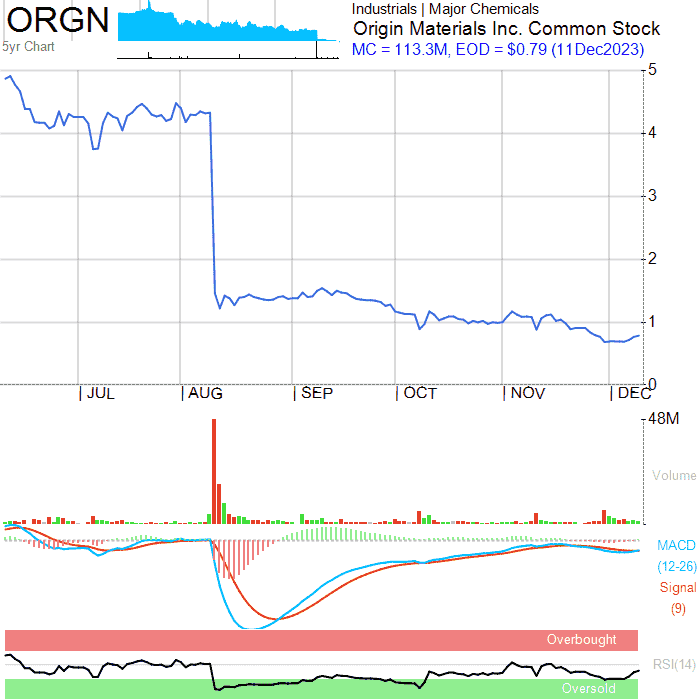 ORGN
5yr Chart
Industrials | Major Chemicals
Origin Materials Inc. Common Stock
MC = 113.3M, EOD = $0.79 (11Dec2023)
5
4
3
2
1
0
| JUL | AUG | SEP | OCT | NOV | DEC
48M
Volume
MACD
(12-26)
Signal
(9)
Overbought
RSI(14)
Oversold